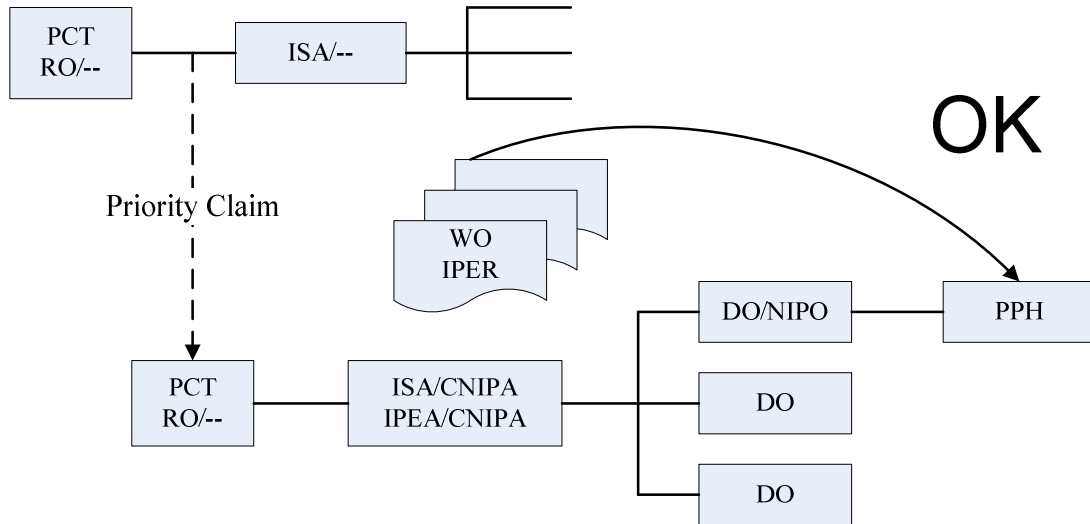 PCT
RO/--
ISA/--
OK
Priority Claim
WO
IPER
DO/NIPO
PPH
PCT
RO/--
ISA/CNIPA
IPEA/CNIPA
DO
DO